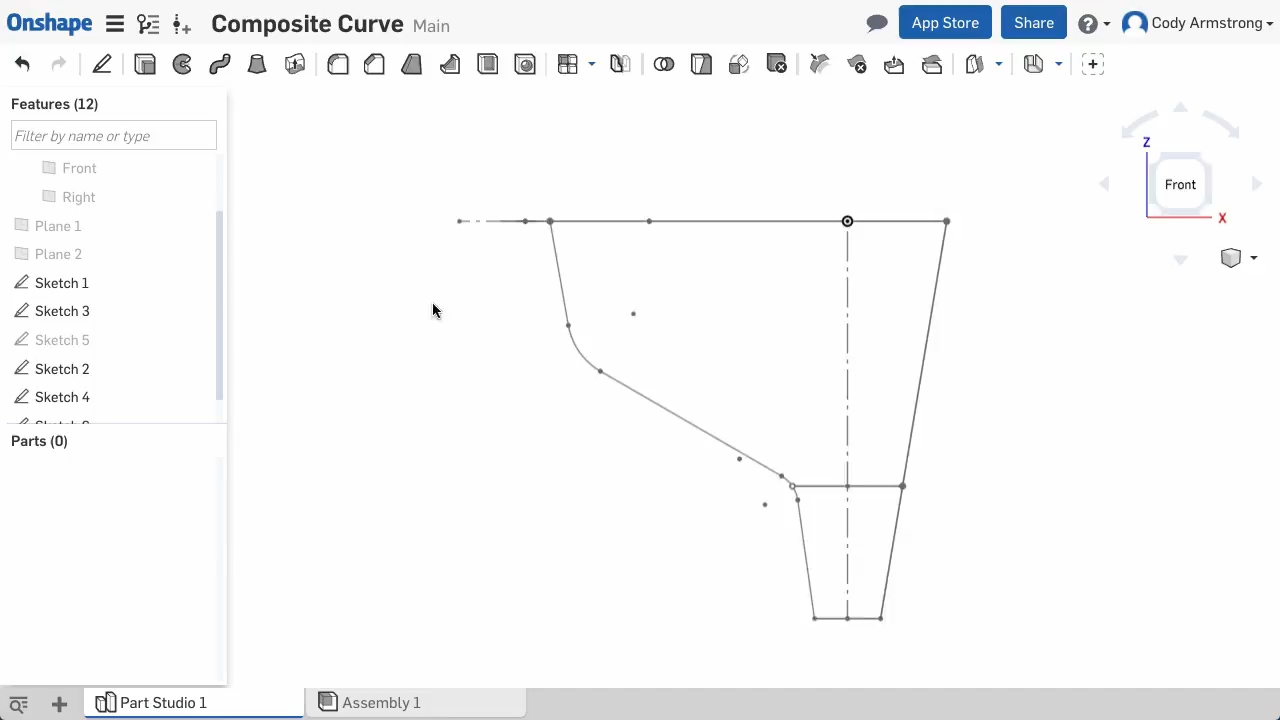 Onshape Composite Curve Main App Store Share Cody Armstrong
Features (12)
Filter by name or type
Front
Right
Plane 1
Plane 2
Sketch 1
Sketch 3
Sketch 5
Sketch 2
Sketch 4
Parts (0)
Z
Front
X
Part Studio 1 Assembly 1